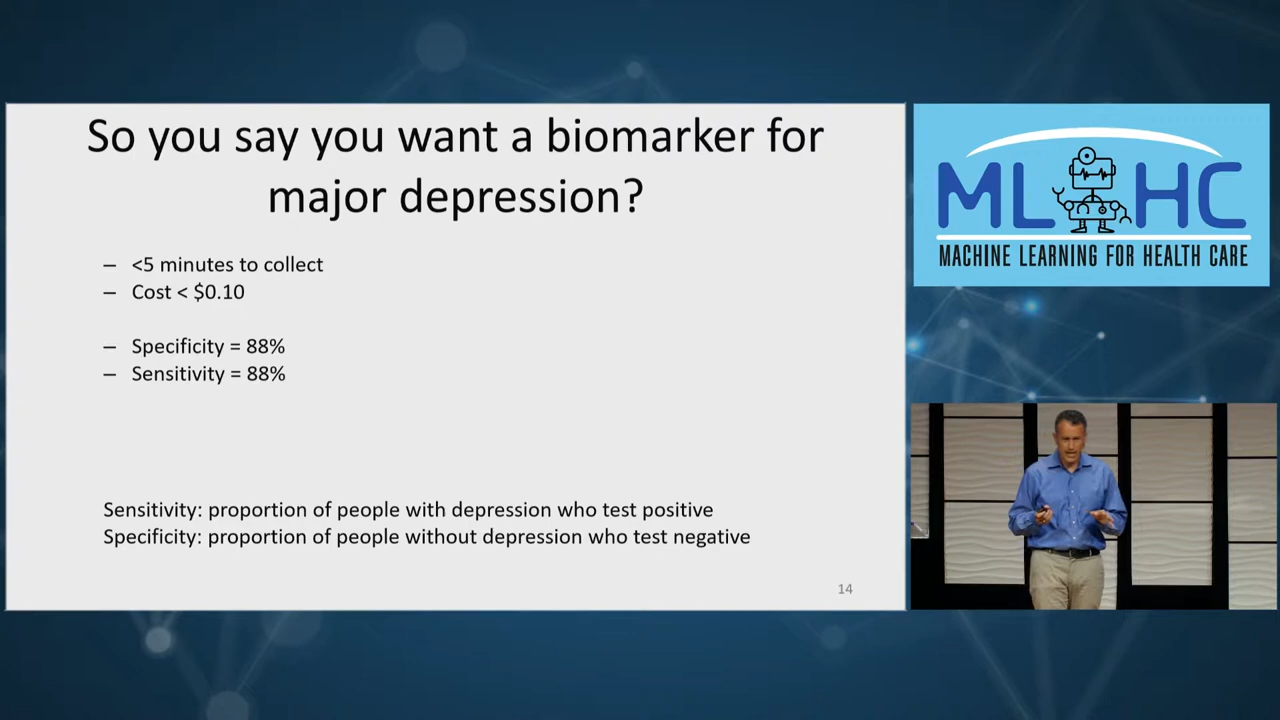 So you say you want a biomarker for
major depression?
– <5 minutes to collect
– Cost < $0.10
– Specificity = 88%
– Sensitivity = 88%
Sensitivity: proportion of people with depression who test positive
Specificity: proportion of people without depression who test negative
14
ML HC
MACHINE LEARNING FOR HEALTH CARE